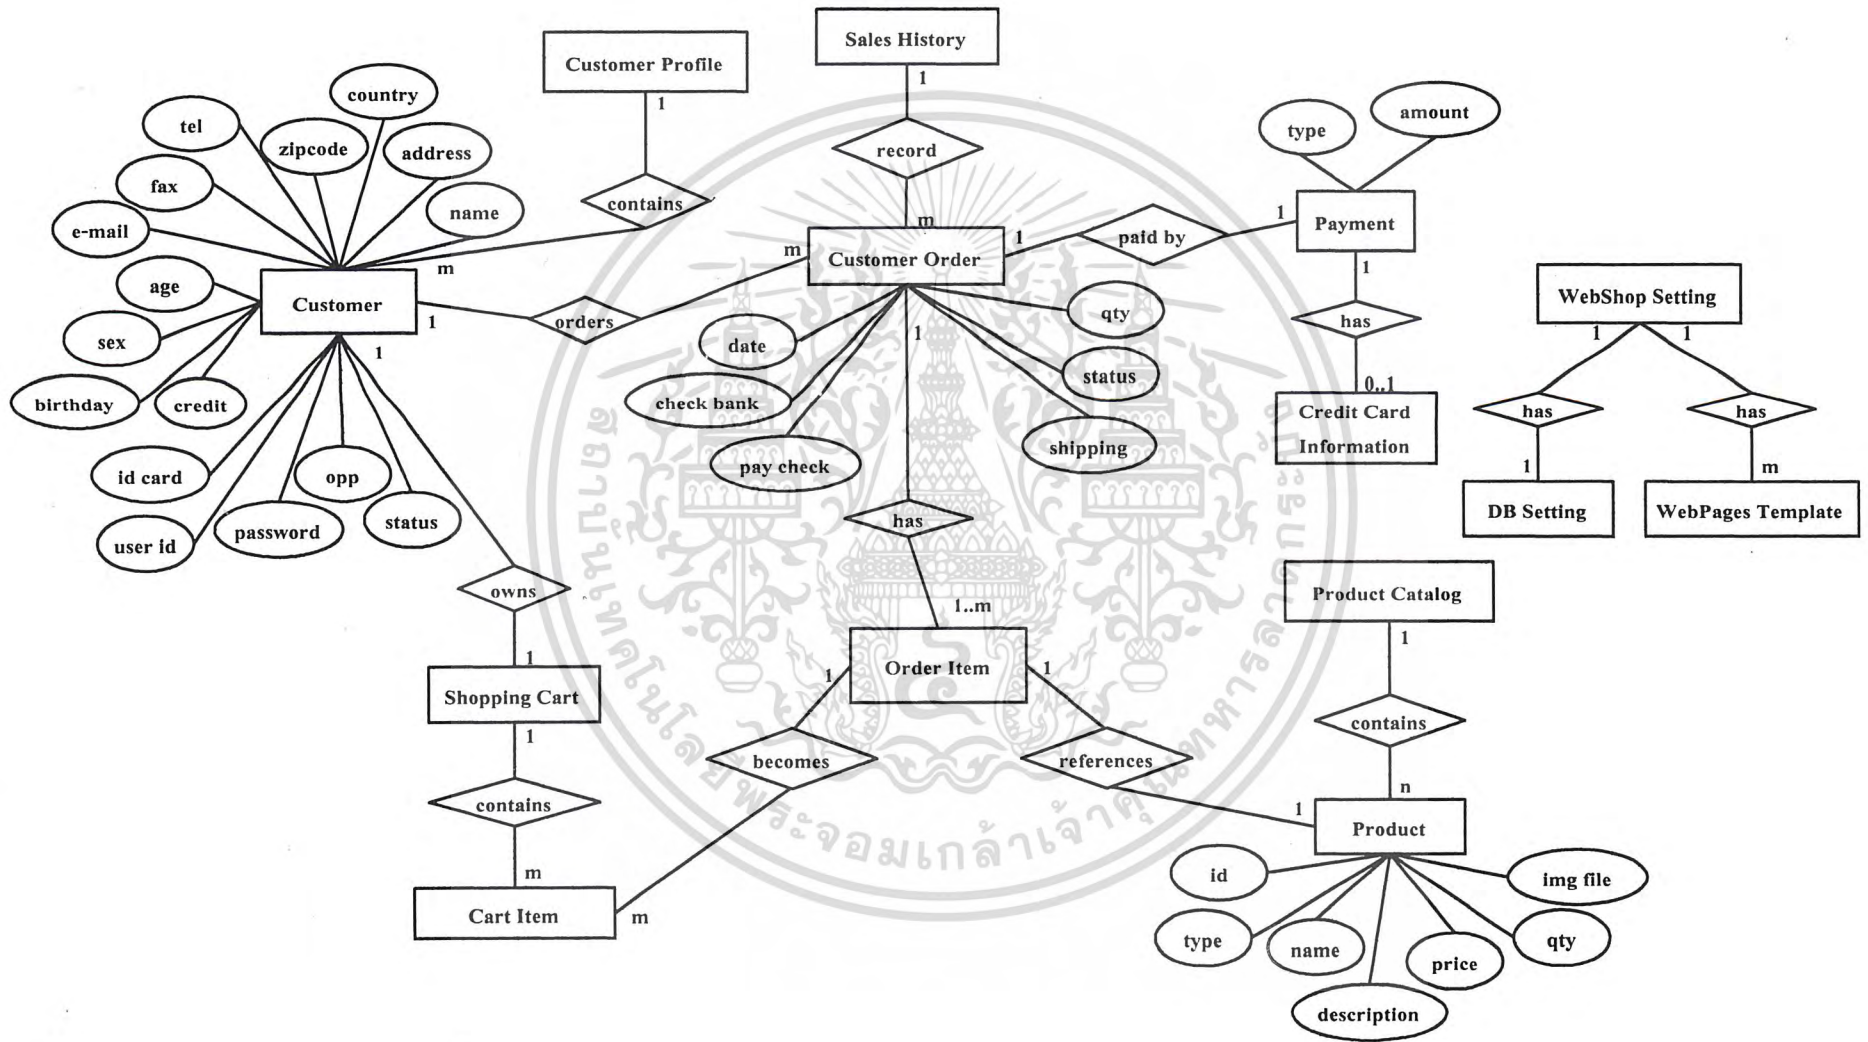 Sales History
Customer Profile
country
1
1
amount
type
tel
zipcode
address
record
fax
contains
name
e-mail
m
1
Payment
1
paid by
m
m
Customer Order
1
age
Customer
WebShop Setting
1
orders
1
qty
has
sex
1
1
1
1
date
status
0..1
birthday
credit
check bank
has
has
Credit Card
Information
shipping
pay check
id card
opp
1
m
status
has
DB Setting
WebPages Template
password
user id
owns
Product Catalog
1..m
1
1
Order Item
1
1
Shopping Cart
contains
1
becomes
references
n
contains
1
Product
m
id
img file
Cart Item
m
type
name
qty
price
description
สถาบันเทคโนโลยีพระจอมเกล้าเจ้าคุณทหารลาดกระบัง